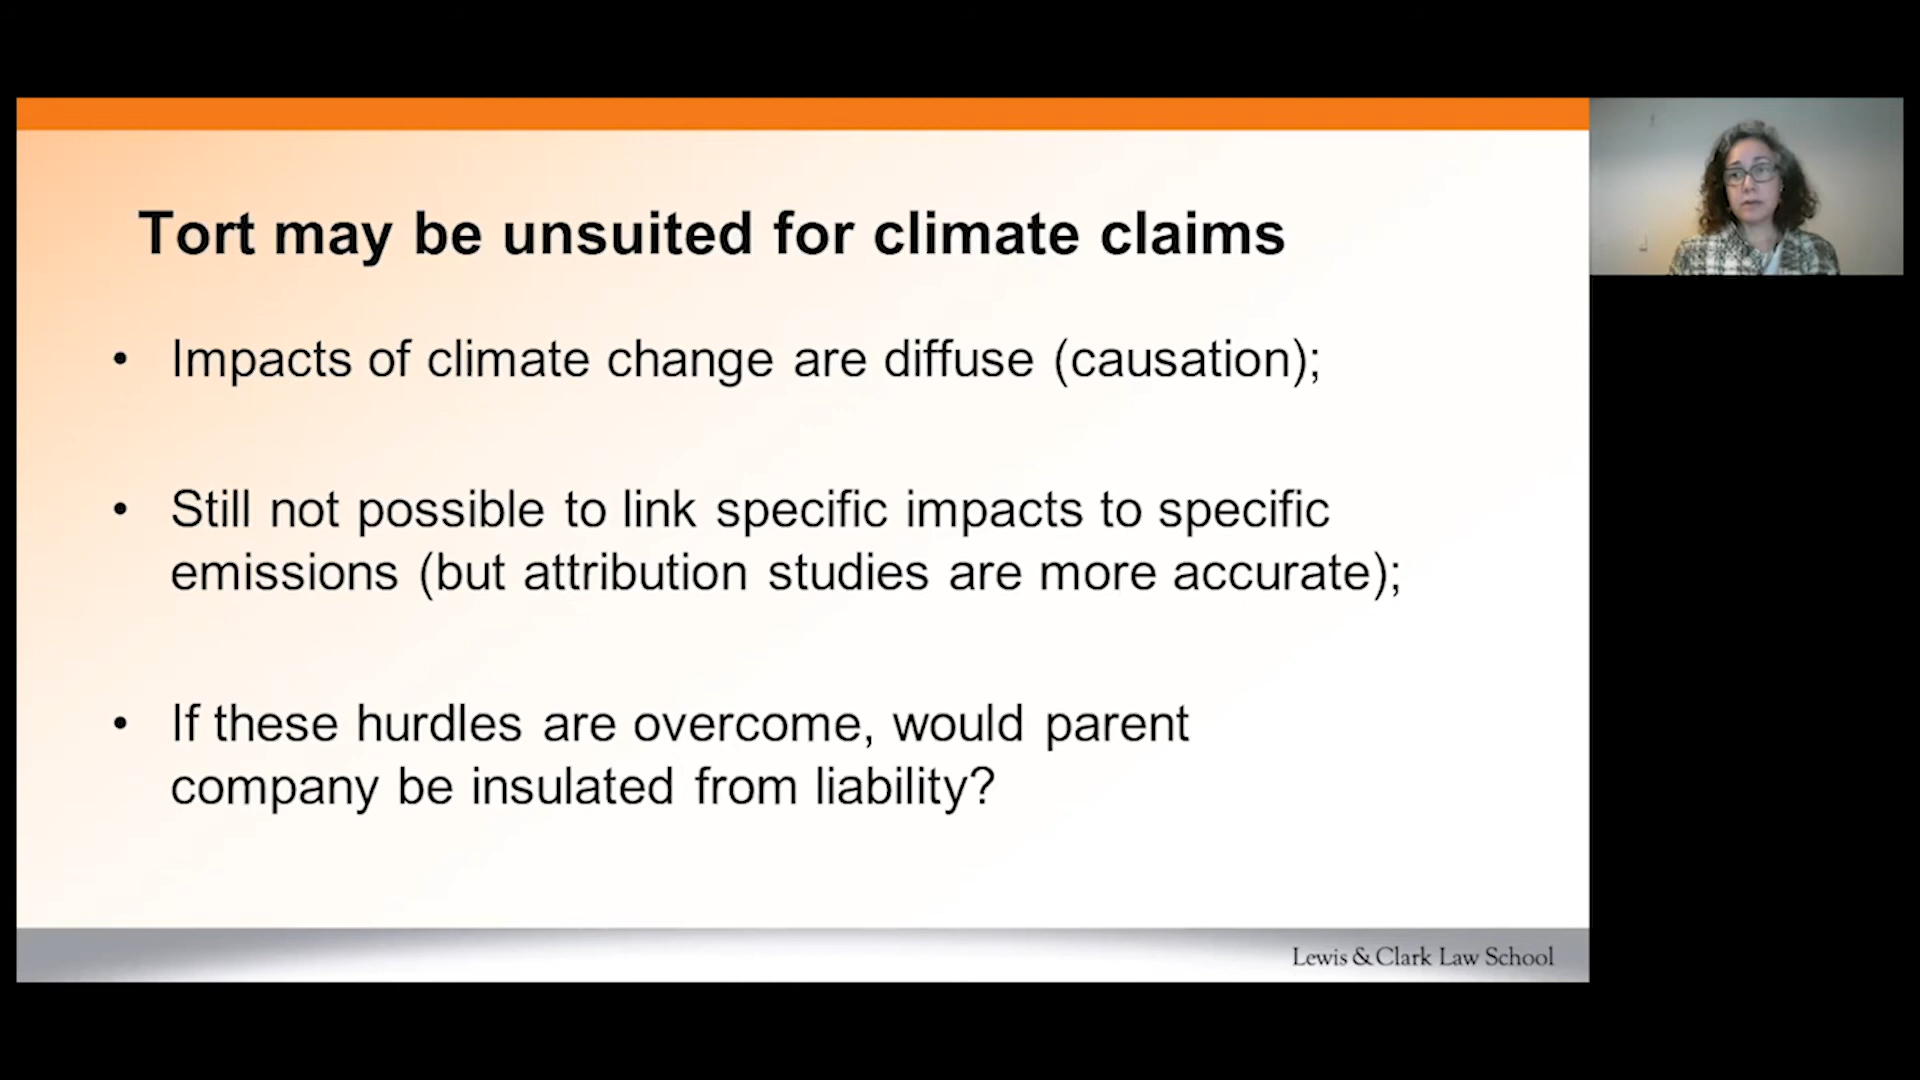 Tort may be unsuited for climate claims
• Impacts of climate change are diffuse (causation);
• Still not possible to link specific impacts to specific
emissions (but attribution studies are more accurate);
• If these hurdles are overcome, would parent
company be insulated from liability?
Lewis & Clark Law School